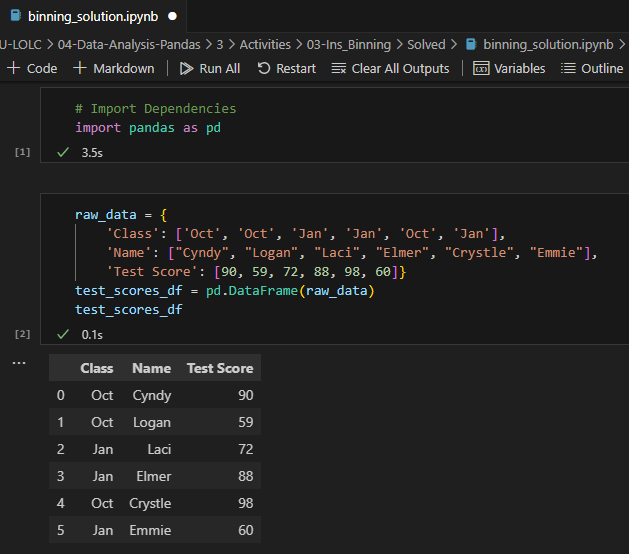 binning_solution.ipynb
U-LOLC > 04-Data-Analysis-Pandas > 3 > Activities > 03-Ins_Binning > Solved > binning_solution.ipynb >
+ Code + Markdown Run All Restart Clear All Outputs Variables Outline
# Import Dependencies
import pandas as pd
[1] ✓ 3.5s
raw_data = {
'Class': ['Oct', 'Oct', 'Jan', 'Jan', 'Oct', 'Jan'],
'Name': ["Cyndy", "Logan", "Laci", "Elmer", "Crystle", "Emmie"],
'Test Score': [90, 59, 72, 88, 98, 60]}
test_scores_df = pd.DataFrame(raw_data)
test_scores_df
[2] ✓ 0.1s
...
Class Name Test Score
0 Oct Cyndy 90
1 Oct Logan 59
2 Jan Laci 72
3 Jan Elmer 88
4 Oct Crystle 98
5 Jan Emmie 60